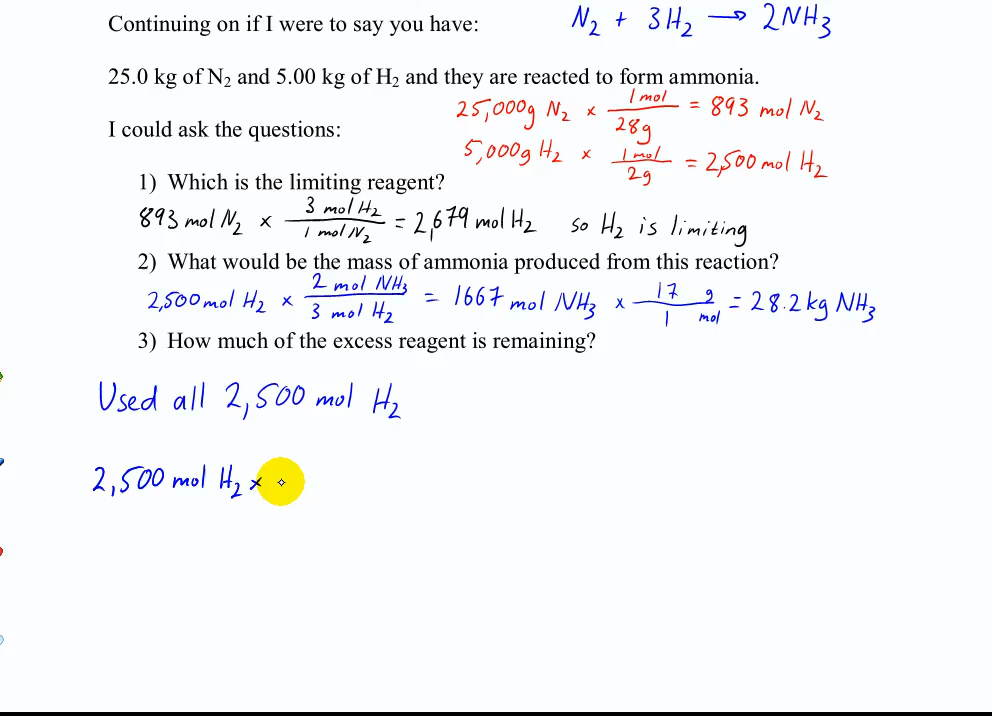 Continuing on if I were to say you have:
N₂ + 3H₂ → 2NH₃
25.0 kg of N₂ and 5.00 kg of H₂ and they are reacted to form ammonia.
25,000g N₂ × 1 mol / 28g = 893 mol N₂
I could ask the questions:
5,000g H₂ × 1 mol / 2g = 2,500 mol H₂
1) Which is the limiting reagent?
893 mol N₂ × 3 mol H₂ / 1 mol N₂ = 2,679 mol H₂ so H₂ is limiting
2) What would be the mass of ammonia produced from this reaction?
2,500 mol H₂ × 2 mol NH₃ / 3 mol H₂ = 1667 mol NH₃ × 17 g / 1 mol = 28.2 kg NH₃
3) How much of the excess reagent is remaining?
Used all 2,500 mol H₂
2,500 mol H₂ ×